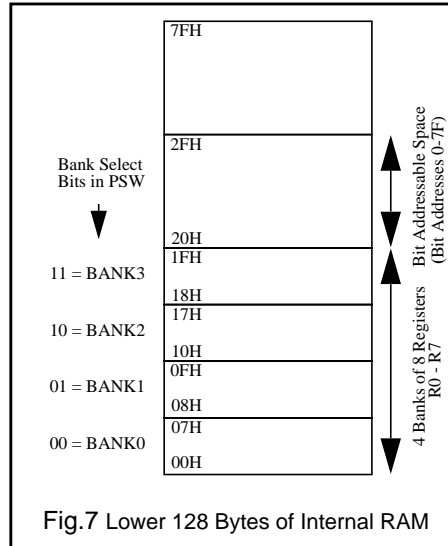 7FH
2FH
Bank Select
Bits in PSW
20H
1FH
11 = BANK3
18H
17H
10 = BANK2
10H
0FH
01 = BANK1
08H
07H
00 = BANK0
00H
Bit Addressable Space
(Bit Addresses 0-7F)
4 Banks of 8 Registers
R0 - R7
Fig.7 Lower 128 Bytes of Internal RAM